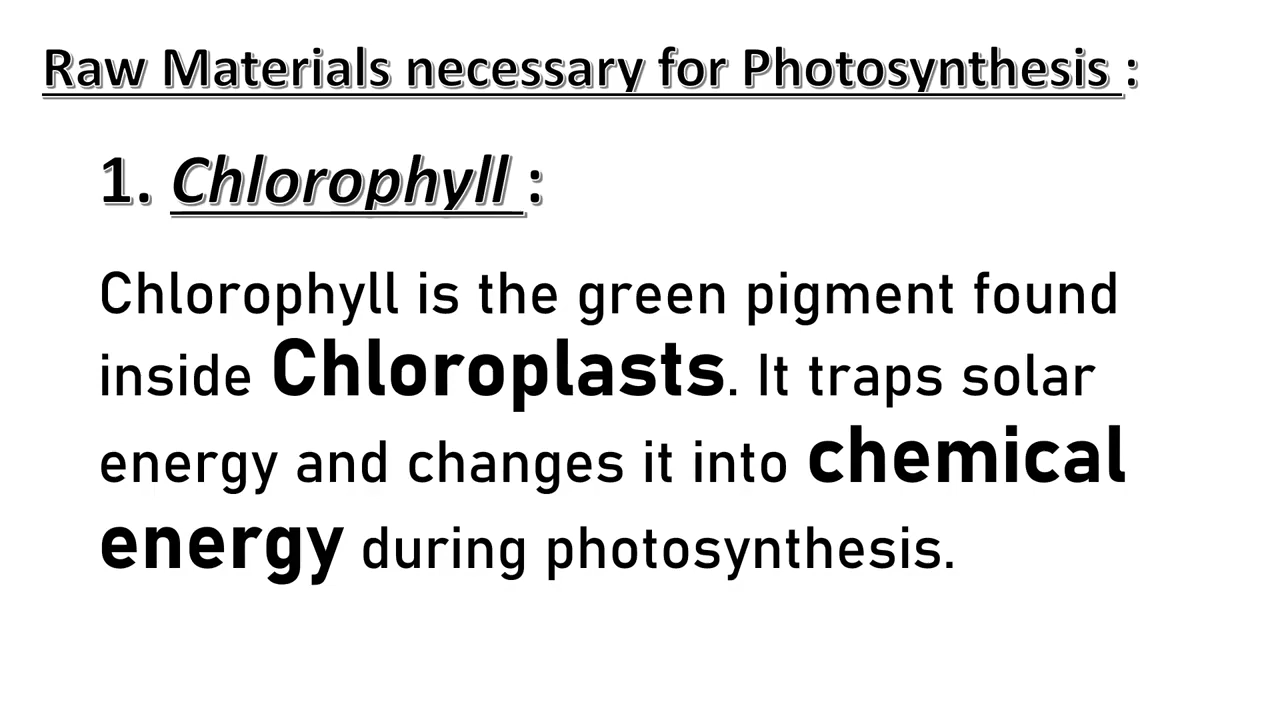 Raw Materials necessary for Photosynthesis :
1. Chlorophyll :
Chlorophyll is the green pigment found
inside Chloroplasts. It traps solar
energy and changes it into chemical
energy during photosynthesis.